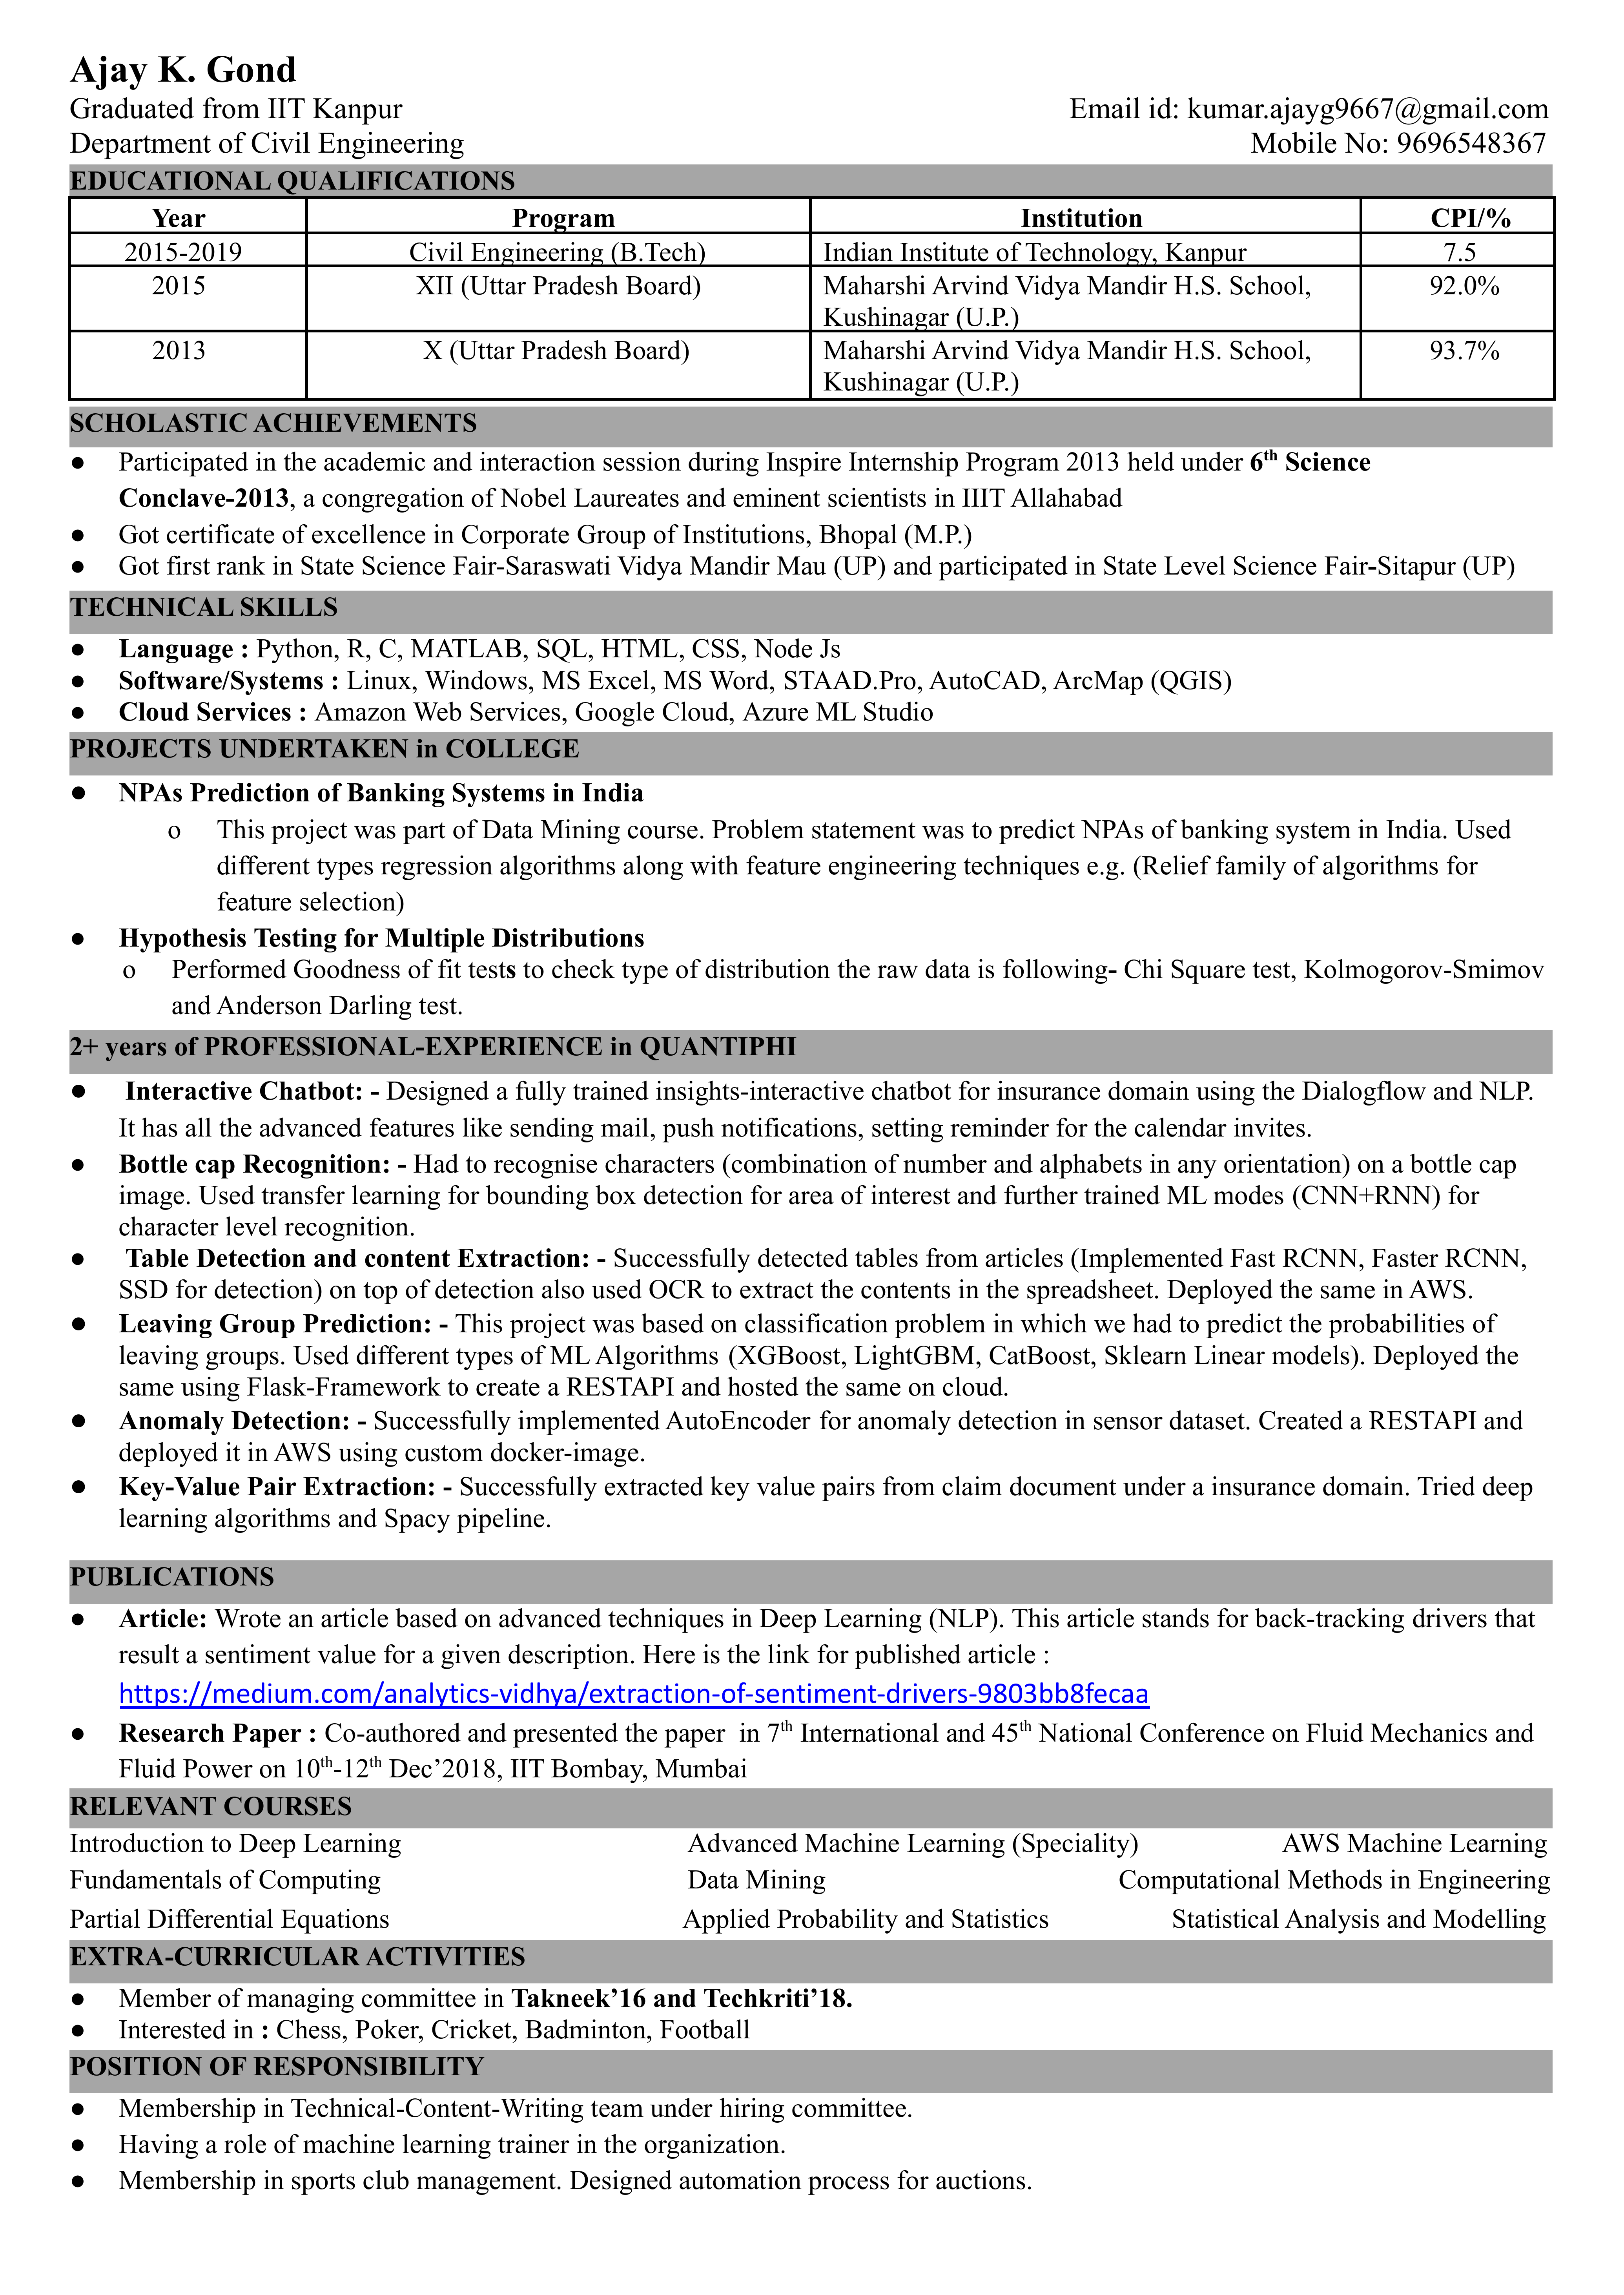 Ajay K. Gond
Graduated from IIT Kanpur Email id: kumar.ajayg9667@gmail.com
Department of Civil Engineering Mobile No: 9696548367
EDUCATIONAL QUALIFICATIONS
Year Program Institution CPI/%
2015-2019 Civil Engineering (B.Tech) Indian Institute of Technology, Kanpur 7.5
2015 XII (Uttar Pradesh Board) Maharshi Arvind Vidya Mandir H.S. School, 92.0%
Kushinagar (U.P.)
2013 X (Uttar Pradesh Board) Maharshi Arvind Vidya Mandir H.S. School, 93.7%
Kushinagar (U.P.)
SCHOLASTIC ACHIEVEMENTS
● Participated in the academic and interaction session during Inspire Internship Program 2013 held under 6th Science
Conclave-2013, a congregation of Nobel Laureates and eminent scientists in IIIT Allahabad
● Got certificate of excellence in Corporate Group of Institutions, Bhopal (M.P.)
● Got first rank in State Science Fair-Saraswati Vidya Mandir Mau (UP) and participated in State Level Science Fair-Sitapur (UP)
TECHNICAL SKILLS
● Language : Python, R, C, MATLAB, SQL, HTML, CSS, Node Js
● Software/Systems : Linux, Windows, MS Excel, MS Word, STAAD.Pro, AutoCAD, ArcMap (QGIS)
● Cloud Services : Amazon Web Services, Google Cloud, Azure ML Studio
PROJECTS UNDERTAKEN in COLLEGE
● NPAs Prediction of Banking Systems in India
o This project was part of Data Mining course. Problem statement was to predict NPAs of banking system in India. Used
different types regression algorithms along with feature engineering techniques e.g. (Relief family of algorithms for
feature selection)
● Hypothesis Testing for Multiple Distributions
o Performed Goodness of fit tests to check type of distribution the raw data is following- Chi Square test, Kolmogorov-Smimov
and Anderson Darling test.
2+ years of PROFESSIONAL-EXPERIENCE in QUANTIPHI
● Interactive Chatbot: - Designed a fully trained insights-interactive chatbot for insurance domain using the Dialogflow and NLP.
It has all the advanced features like sending mail, push notifications, setting reminder for the calendar invites.
● Bottle cap Recognition: - Had to recognise characters (combination of number and alphabets in any orientation) on a bottle cap
image. Used transfer learning for bounding box detection for area of interest and further trained ML modes (CNN+RNN) for
character level recognition.
● Table Detection and content Extraction: - Successfully detected tables from articles (Implemented Fast RCNN, Faster RCNN,
SSD for detection) on top of detection also used OCR to extract the contents in the spreadsheet. Deployed the same in AWS.
● Leaving Group Prediction: - This project was based on classification problem in which we had to predict the probabilities of
leaving groups. Used different types of ML Algorithms (XGBoost, LightGBM, CatBoost, Sklearn Linear models). Deployed the
same using Flask-Framework to create a RESTAPI and hosted the same on cloud.
● Anomaly Detection: - Successfully implemented AutoEncoder for anomaly detection in sensor dataset. Created a RESTAPI and
deployed it in AWS using custom docker-image.
● Key-Value Pair Extraction: - Successfully extracted key value pairs from claim document under a insurance domain. Tried deep
learning algorithms and Spacy pipeline.
PUBLICATIONS
● Article: Wrote an article based on advanced techniques in Deep Learning (NLP). This article stands for back-tracking drivers that
result a sentiment value for a given description. Here is the link for published article :
https://medium.com/analytics-vidhya/extraction-of-sentiment-drivers-9803bb8fecaa
● Research Paper : Co-authored and presented the paper in 7th International and 45th National Conference on Fluid Mechanics and
Fluid Power on 10th-12th Dec’2018, IIT Bombay, Mumbai
RELEVANT COURSES
Introduction to Deep Learning Advanced Machine Learning (Speciality) AWS Machine Learning
Fundamentals of Computing Data Mining Computational Methods in Engineering
Partial Differential Equations Applied Probability and Statistics Statistical Analysis and Modelling
EXTRA-CURRICULAR ACTIVITIES
● Member of managing committee in Takneek’16 and Techkriti’18.
● Interested in : Chess, Poker, Cricket, Badminton, Football
POSITION OF RESPONSIBILITY
● Membership in Technical-Content-Writing team under hiring committee.
● Having a role of machine learning trainer in the organization.
● Membership in sports club management. Designed automation process for auctions.